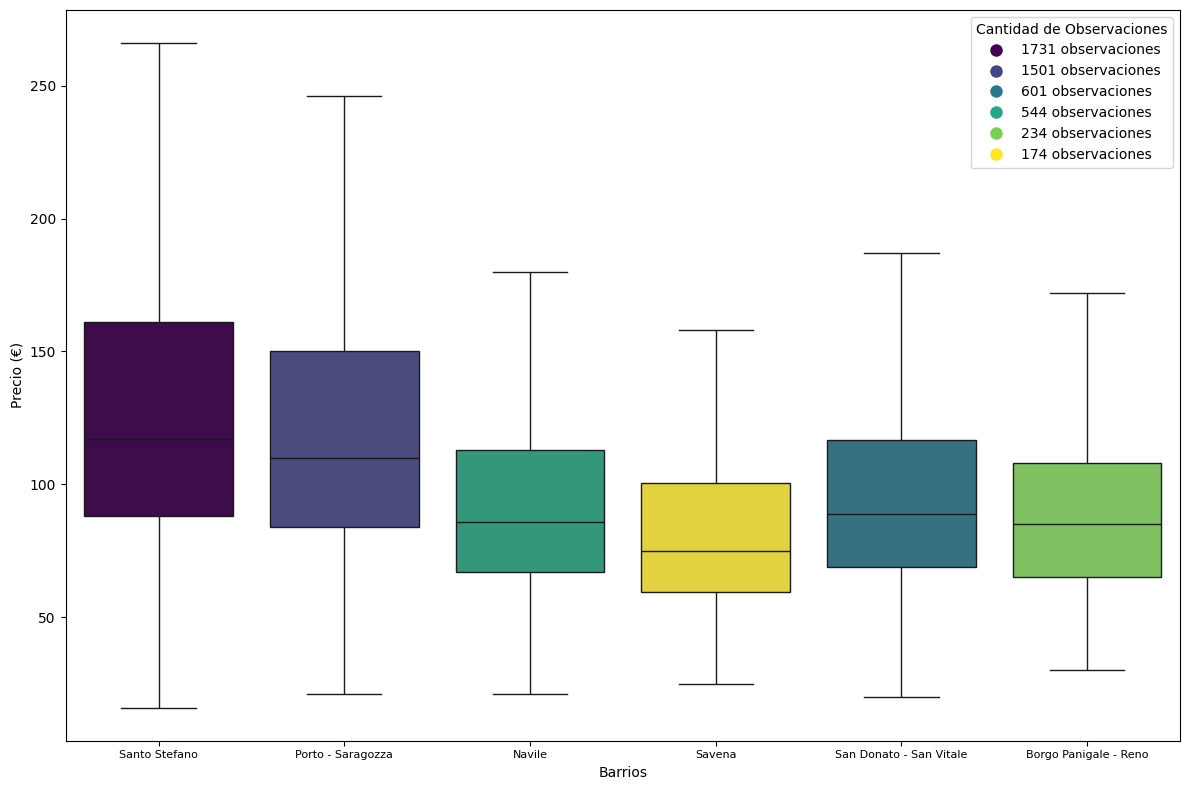 Cantidad de Observaciones
1731 observaciones
1501 observaciones
601 observaciones
544 observaciones
234 observaciones
174 observaciones
Precio (€)
250
200
150
100
50
Santo Stefano
Porto - Saragozza
Navile
Savena
San Donato - San Vitale
Borgo Panigale - Reno
Barrios